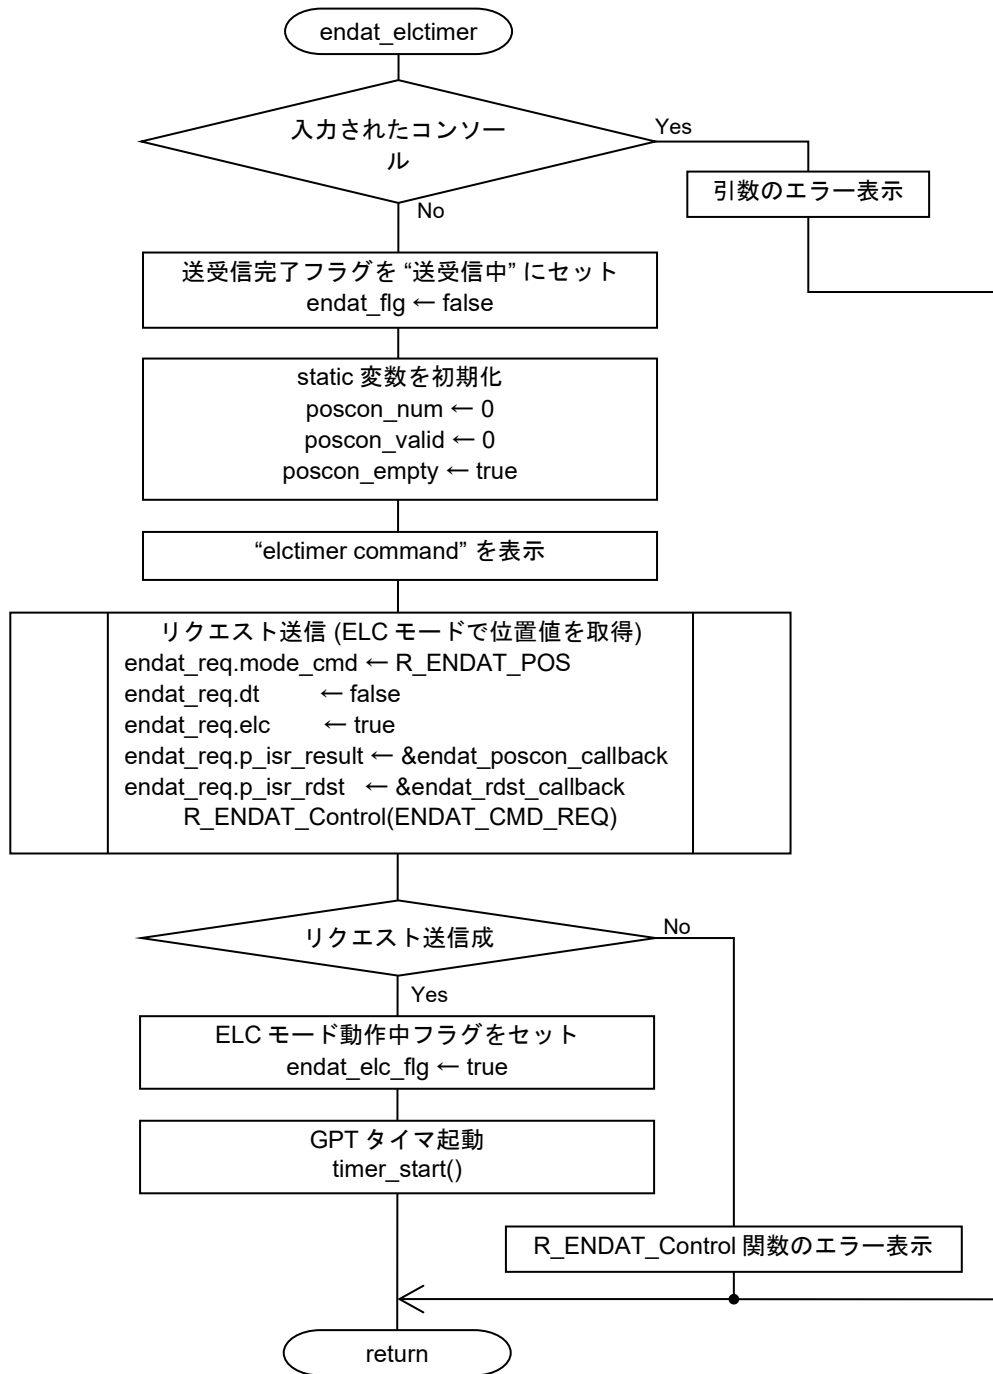 endat_elctimer
入力されたコンソー
ル
Yes
引数のエラー表示
No
送受信完了フラグを “送受信中” にセット
endat_flg ← false
static 変数を初期化
poscon_num ← 0
poscon_valid ← 0
poscon_empty ← true
“elctimer command” を表示
リクエスト送信 (ELC モードで位置値を取得)
endat_req.mode_cmd ← R_ENDAT_POS
endat_req.dt ← false
endat_req.elc ← true
endat_req.p_isr_result ← &endat_poscon_callback
endat_req.p_isr_rdst ← &endat_rdst_callback
R_ENDAT_Control(ENDAT_CMD_REQ)
リクエスト送信成
No
Yes
ELC モード動作中フラグをセット
endat_elc_flg ← true
GPT タイマ起動
timer_start()
R_ENDAT_Control 関数のエラー表示
return